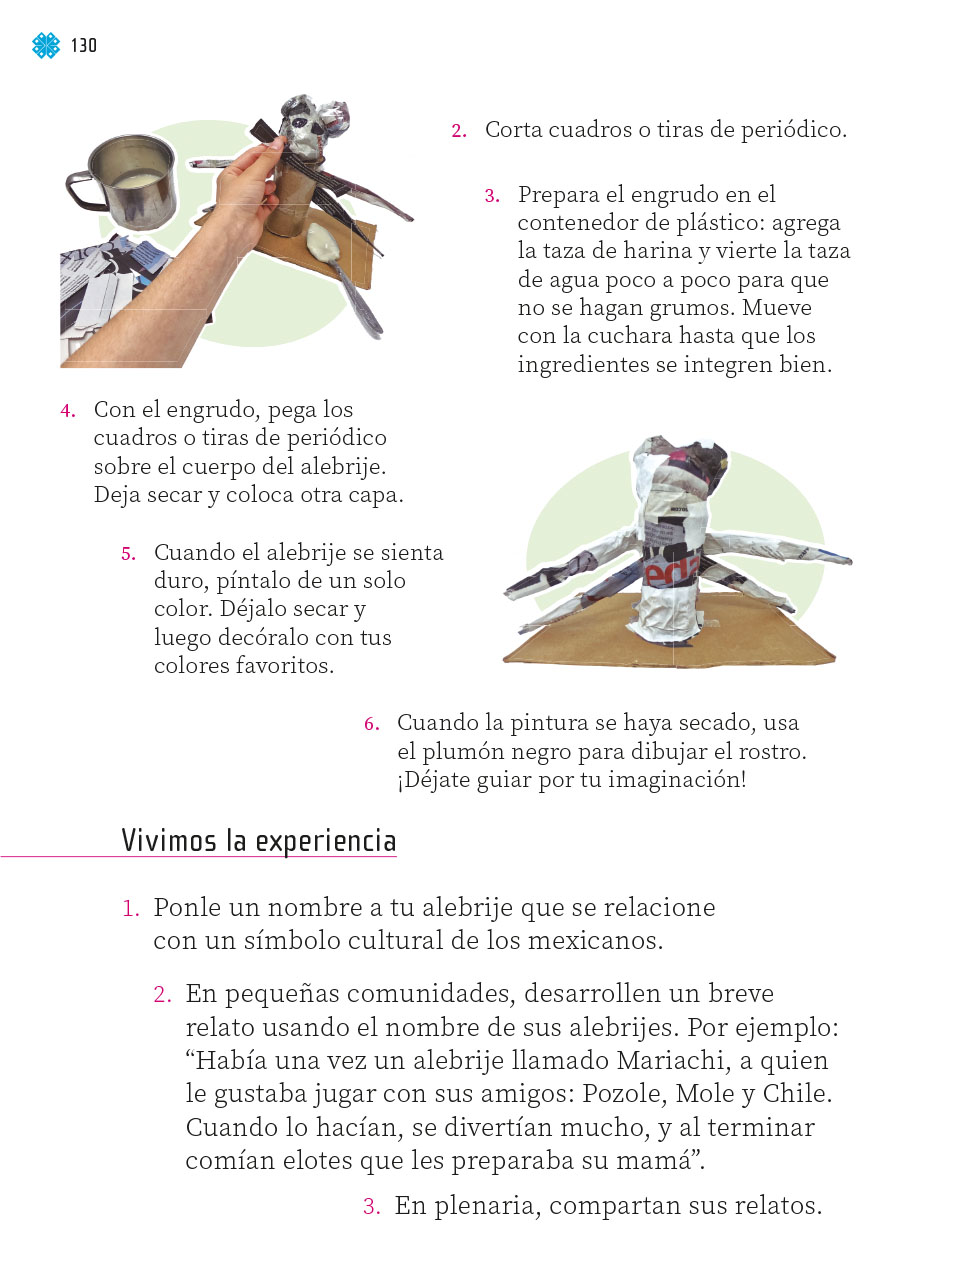 130
2. Corta cuadros o tiras de periódico.
3. Prepara el engrudo en el
contenedor de plástico: agrega
la taza de harina y vierte la taza
de agua poco a poco para que
no se hagan grumos. Mueve
con la cuchara hasta que los
ingredientes se integren bien.
4. Con el engrudo, pega los
cuadros o tiras de periódico
sobre el cuerpo del alebrije.
Deja secar y coloca otra capa.
5. Cuando el alebrije se sienta
duro, píntalo de un solo
color. Déjalo secar y
luego decóralo con tus
colores favoritos.
6. Cuando la pintura se haya secado, usa
el plumón negro para dibujar el rostro.
¡Déjate guiar por tu imaginación!
Vivimos la experiencia
1. Ponle un nombre a tu alebrije que se relacione
con un símbolo cultural de los mexicanos.
2. En pequeñas comunidades, desarrollen un breve
relato usando el nombre de sus alebrijes. Por ejemplo:
“Había una vez un alebrije llamado Mariachi, a quien
le gustaba jugar con sus amigos: Pozole, Mole y Chile.
Cuando lo hacían, se divertían mucho, y al terminar
comían elotes que les preparaba su mamá”.
3. En plenaria, compartan sus relatos.